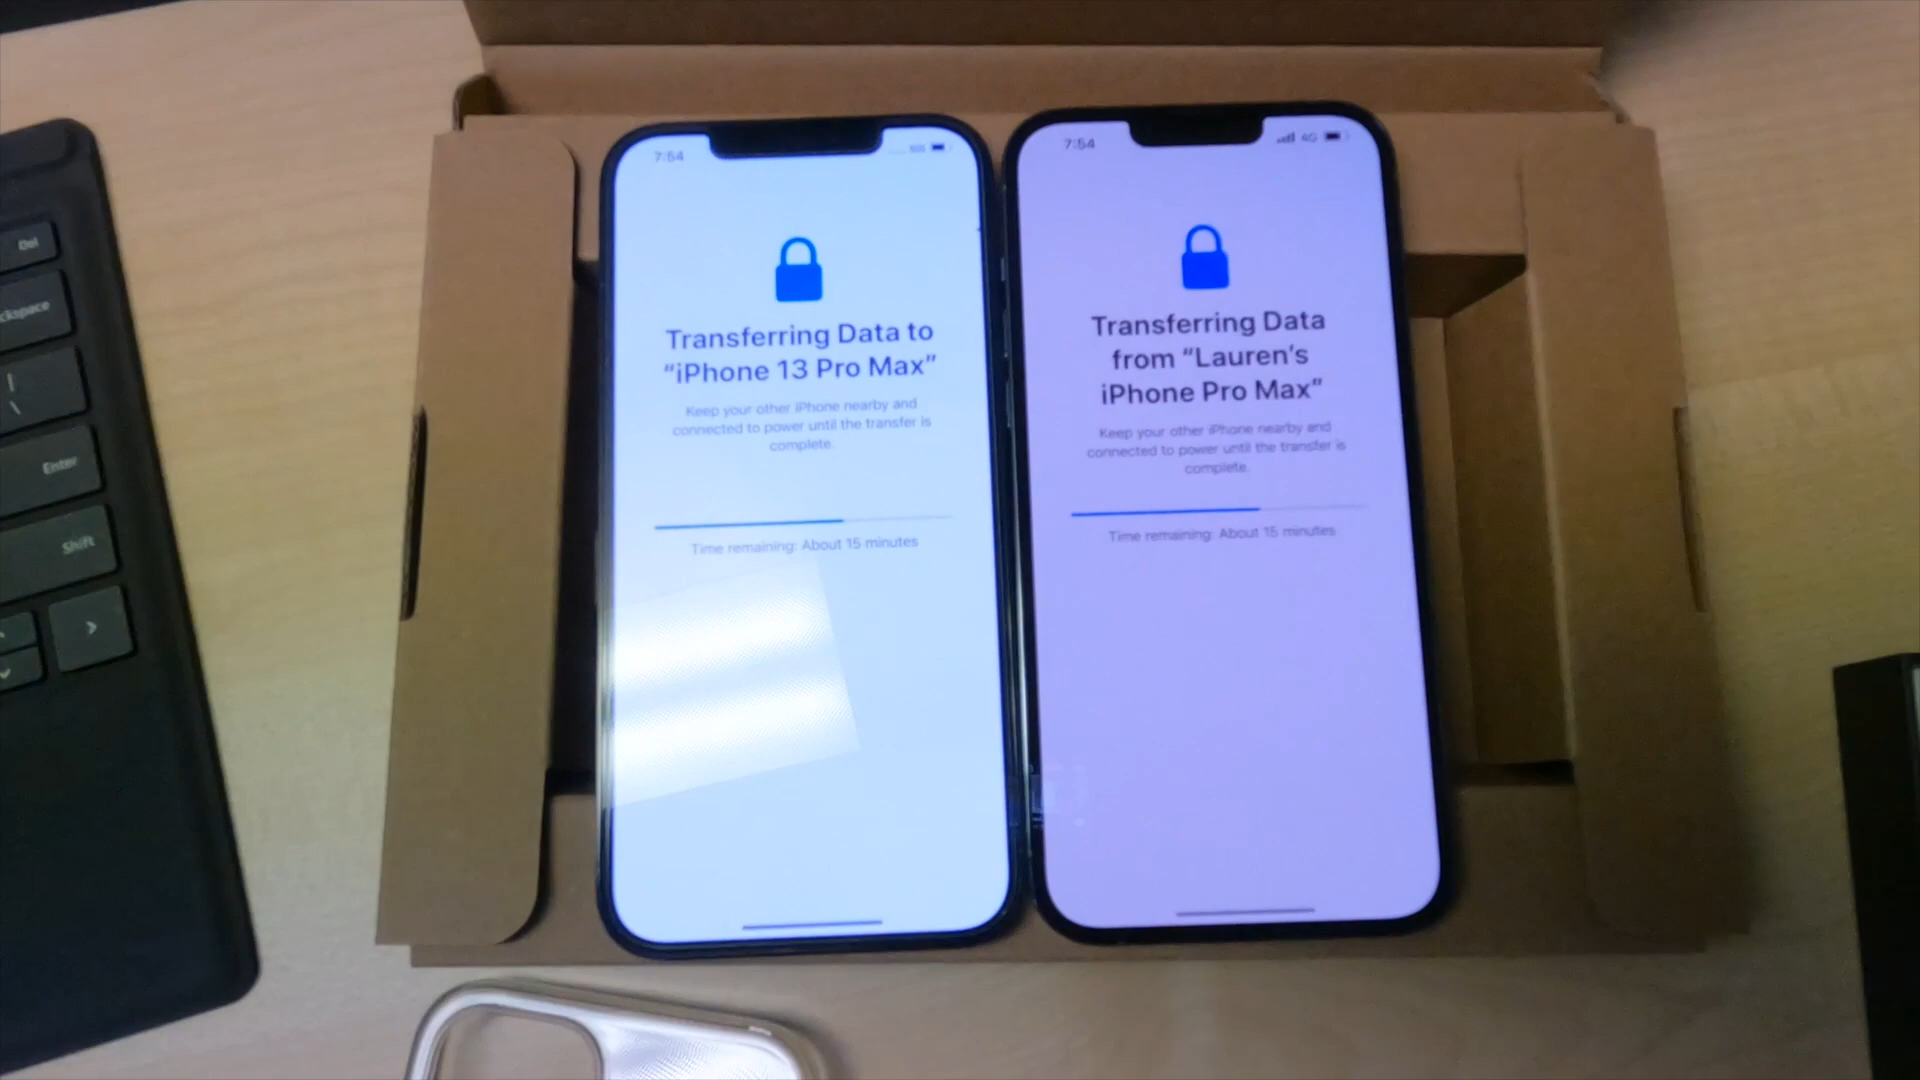 Del
ckspace
|
\
Enter
Shift
7:54
Transferring Data to
“iPhone 13 Pro Max”
Keep your other iPhone nearby and
connected to power until the transfer is
complete.
Time remaining: About 15 minutes
7:54
4G
Transferring Data
from “Lauren’s
iPhone Pro Max”
Keep your other iPhone nearby and
connected to power until the transfer is
complete.
Time remaining: About 15 minutes